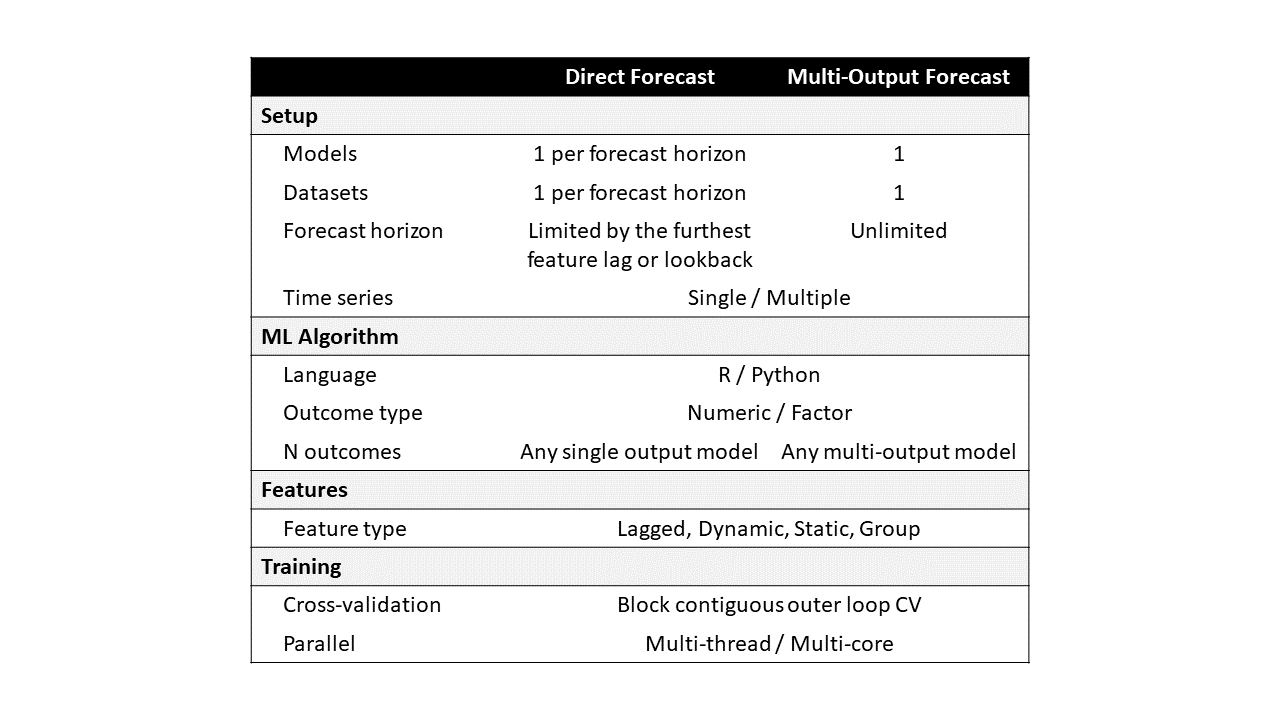 Direct Forecast Multi-Output Forecast
Setup
Models 1 per forecast horizon 1
Datasets 1 per forecast horizon 1
Forecast horizon Limited by the furthest Unlimited
feature lag or lookback
Time series Single / Multiple
ML Algorithm
Language R / Python
Outcome type Numeric / Factor
N outcomes Any single output model Any multi-output model
Features
Feature type Lagged, Dynamic, Static, Group
Training
Cross-validation Block contiguous outer loop CV
Parallel Multi-thread / Multi-core